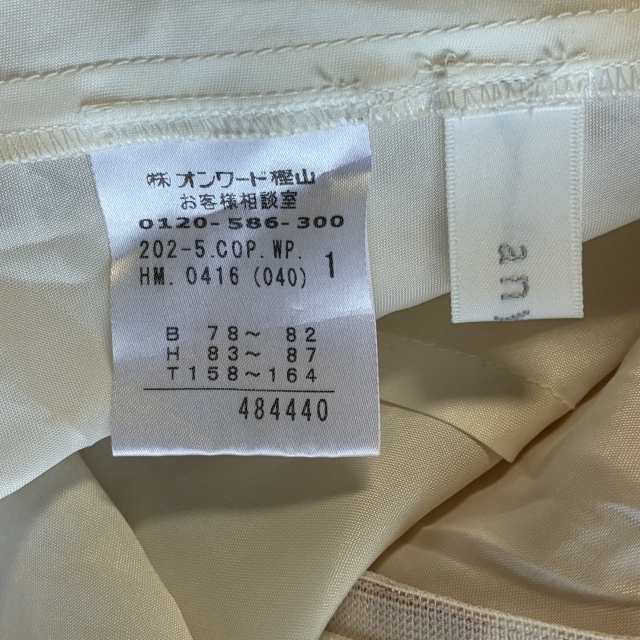 ㈱オンワード樫山
お客様相談室
0120-586-300
202-5.COP.WP.
HM. 0416 (040) 1
B 78～ 82
H 83～ 87
T158～164
484440
any